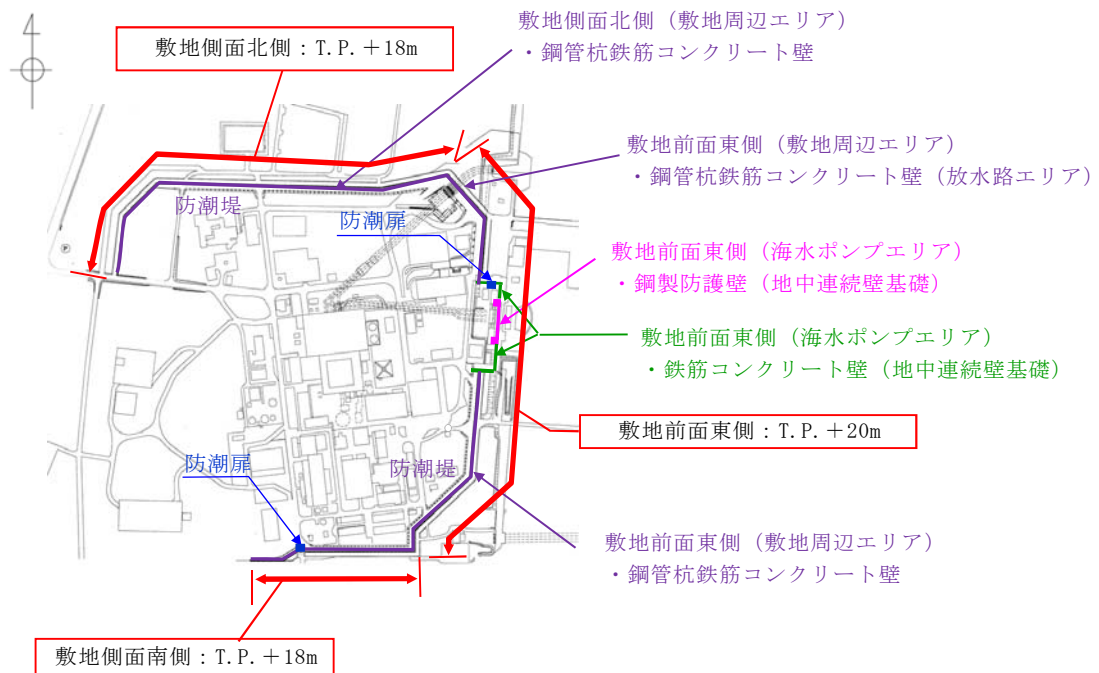 敷地側面北側(敷地周辺エリア)
・鋼管杭鉄筋コンクリート壁
敷地側面北側:T.P.+18m
敷地前面東側(敷地周辺エリア)
・鋼管杭鉄筋コンクリート壁(放水路エリア)
防潮堤
防潮扉
敷地前面東側(海水ポンプエリア)
・鋼製防護壁(地中連続壁基礎)
敷地前面東側(海水ポンプエリア)
・鉄筋コンクリート壁(地中連続壁基礎)
敷地前面東側:T.P.+20m
防潮扉
防潮堤
敷地前面東側(敷地周辺エリア)
・鋼管杭鉄筋コンクリート壁
敷地側面南側:T.P.+18m